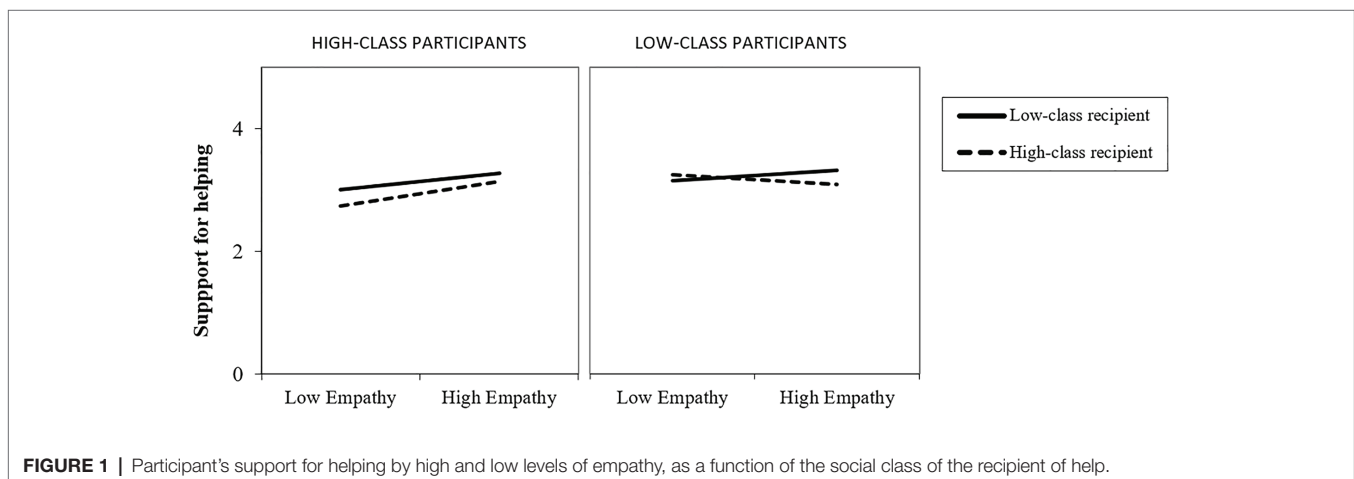 HIGH-CLASS PARTICIPANTS
LOW-CLASS PARTICIPANTS
Suppport for helping
4
2
0
Low Empathy
High Empathy
Low Empathy
High Empathy
Low-class recipient
High-class recipient
FIGURE 1 | Participant’s support for helping by high and low levels of empathy, as a function of the social class of the recipient of help.